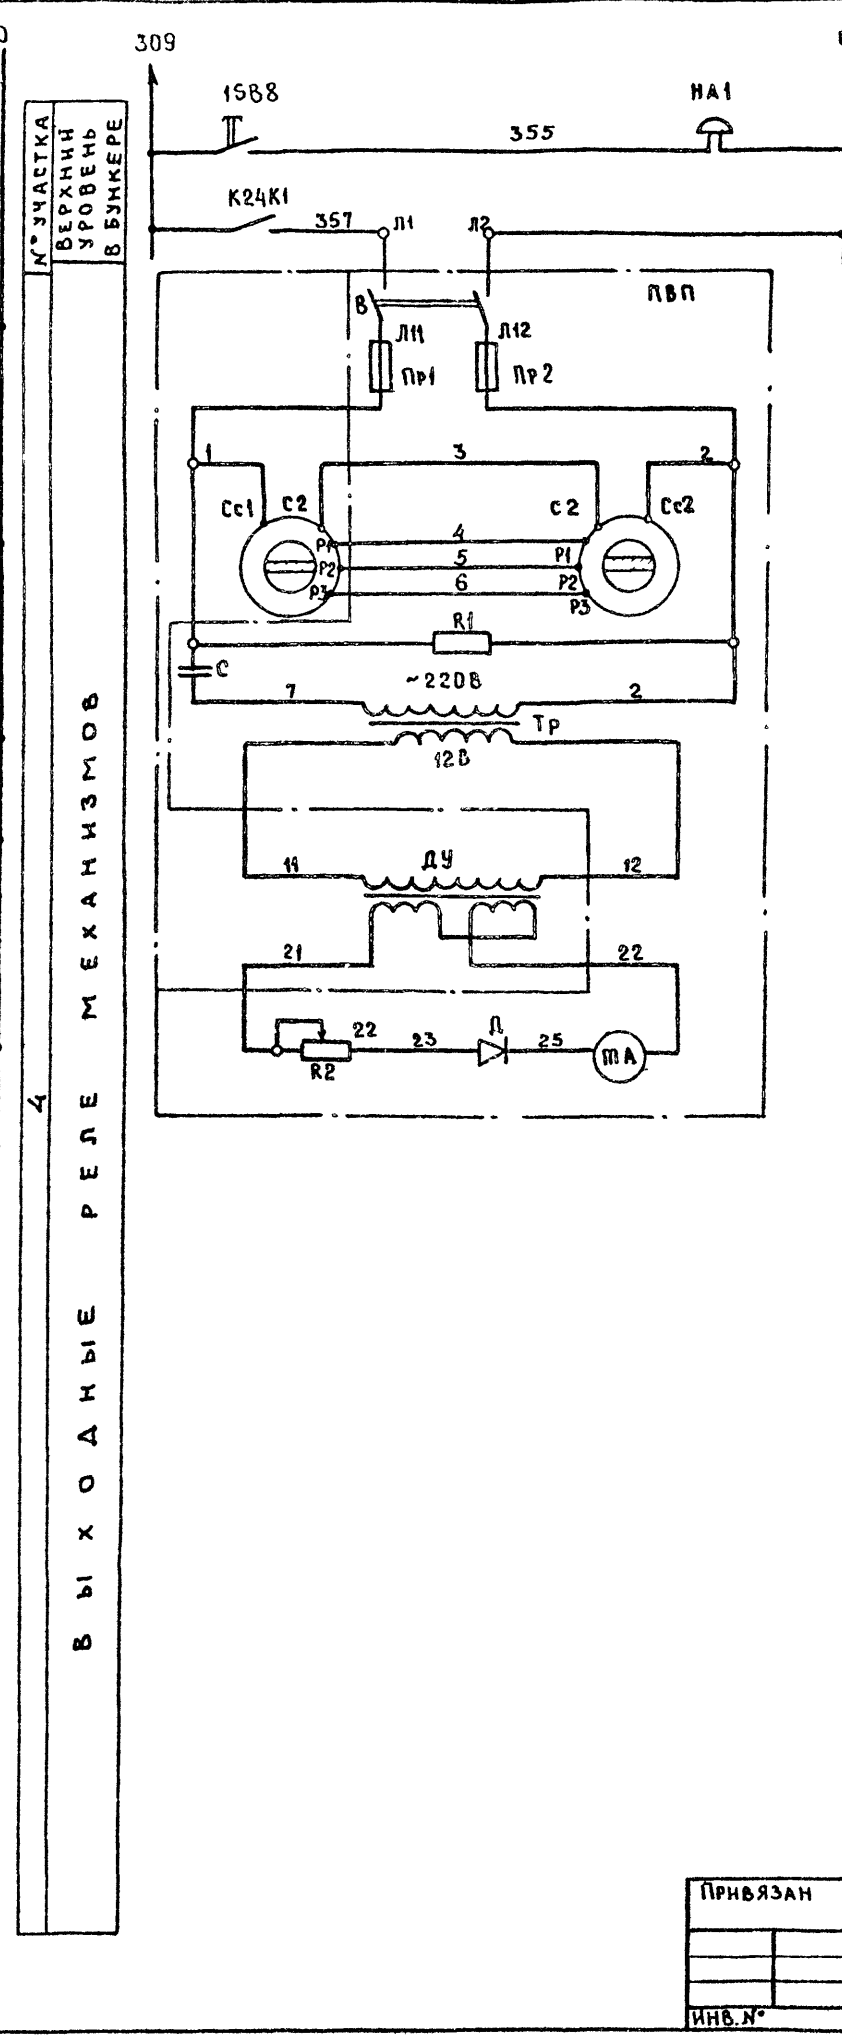 309
1SB8
HA1
355
K24K1
357
Л1
Л2
N° УЧАСТКА
ВЕРХНИЙ
УРОВЕНЬ
В БУНКЕРЕ
4
ВЫХОДНЫЕ РЕЛЕ МЕХАНИЗМОВ
ПВП
В
Л11
Л12
Пр1
Пр2
1
3
2
Сс1
С2
С2
Сс2
Р1
4
Р1
Р2
5
Р2
Р3
6
Р3
R1
С
~220В
7
2
Тр
12В
11
ДУ
12
21
22
22
23
Д
25
R2
mA
ПРИВЯЗАН
ИНВ. N°